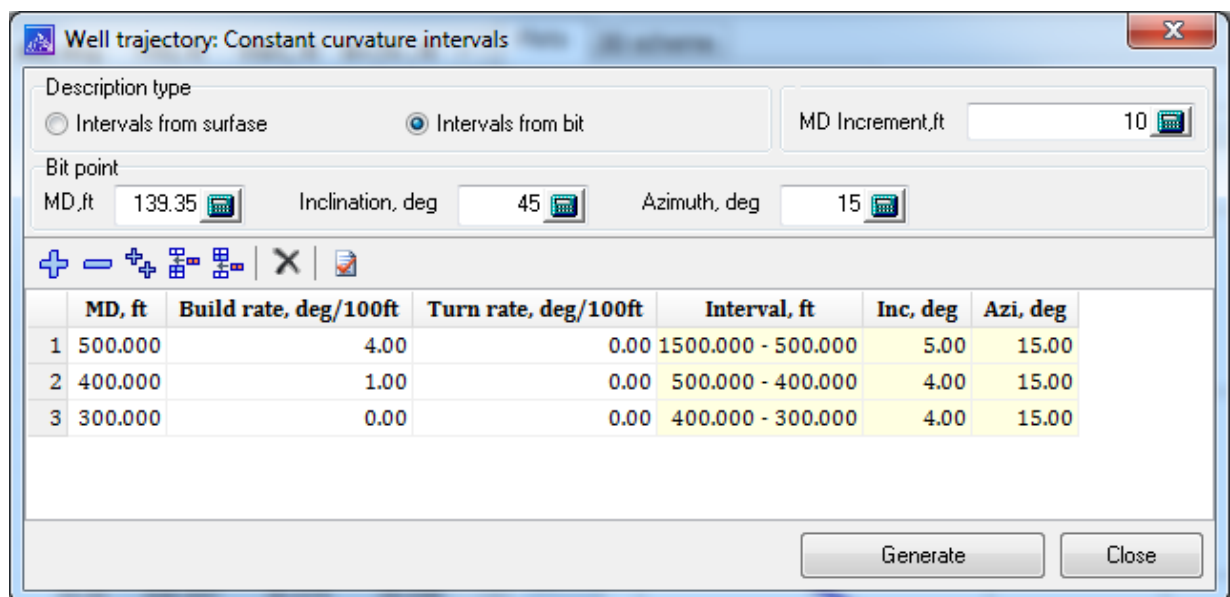 Well trajectory: Constant curvature intervals
Description type
Intervals from surfase Intervals from bit MD Increment,ft 10
Bit point
MD,ft 139.35 Inclination, deg 45 Azimuth, deg 15
MD, ft Build rate, deg/100ft Turn rate, deg/100ft Interval, ft Inc, deg Azi, deg
1 500.000 4.00 0.00 1500.000 - 500.000 5.00 15.00
2 400.000 1.00 0.00 500.000 - 400.000 4.00 15.00
3 300.000 0.00 0.00 400.000 - 300.000 4.00 15.00
Generate Close